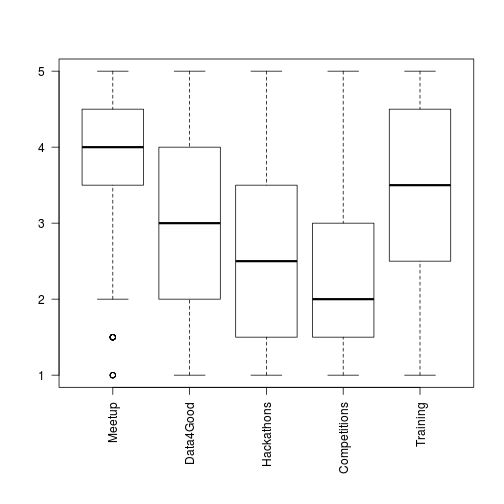 5
4
3
2
1
Meetup
Data4Good
Hackathons
Competitions
Training